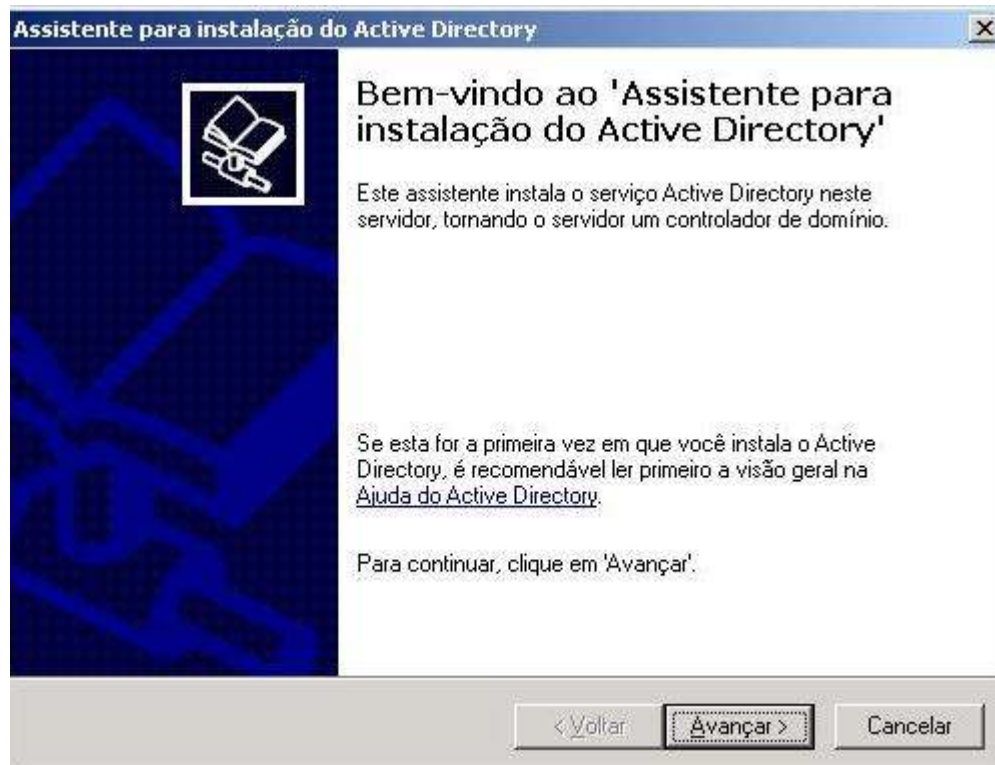 Assistente para instalação do Active Directory
Bem-vindo ao 'Assistente para
instalação do Active Directory'
Este assistente instala o serviço Active Directory neste
servidor, tornando o servidor um controlador de domínio.
Se esta for a primeira vez em que você instala o Active
Directory, é recomendável ler primeiro a visão geral na
Ajuda do Active Directory.
Para continuar, clique em 'Avançar'.
< Voltar Avançar > Cancelar